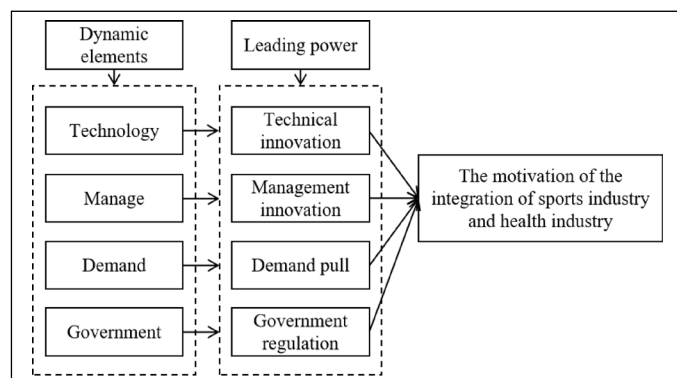 Dynamic
elements
Leading power
Technology
Technical
innovation
Manage
Management
innovation
The motivation of the
integration of sports industry
and health industry
Demand
Demand pull
Government
Government
regulation